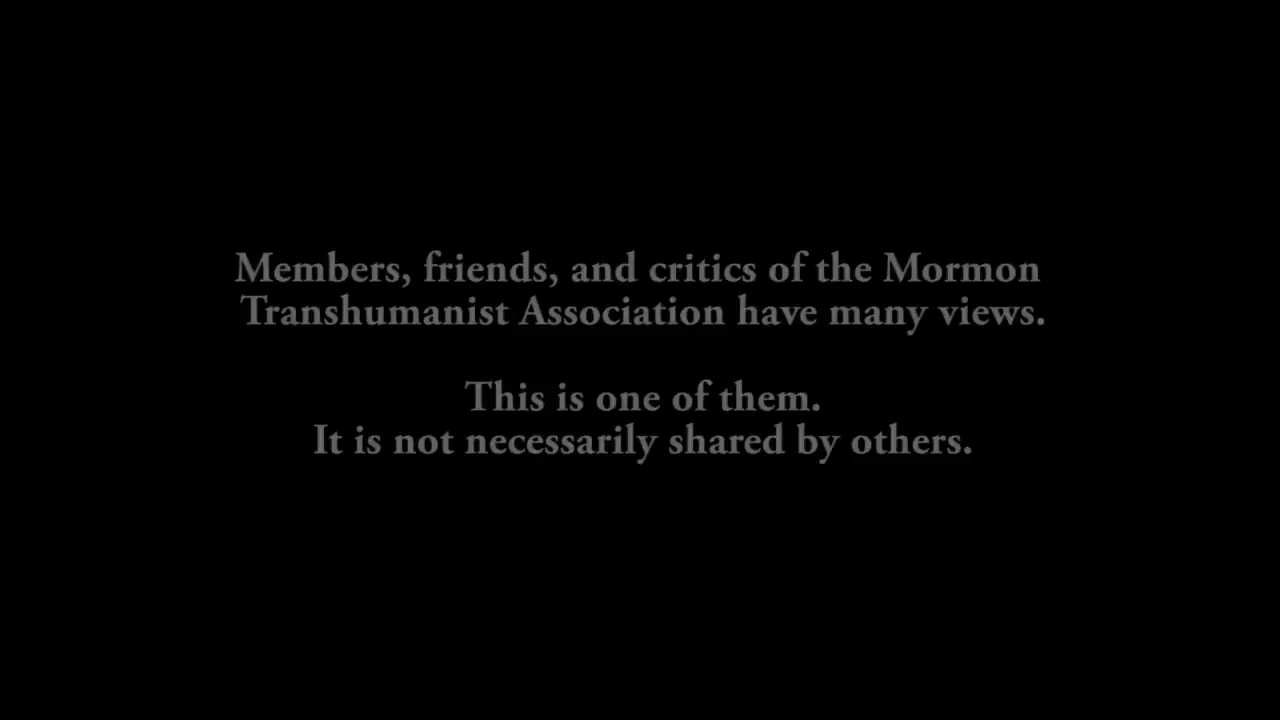 Members, friends, and critics of the Mormon
Transhumanist Association have many views.
This is one of them.
It is not necessarily shared by others.